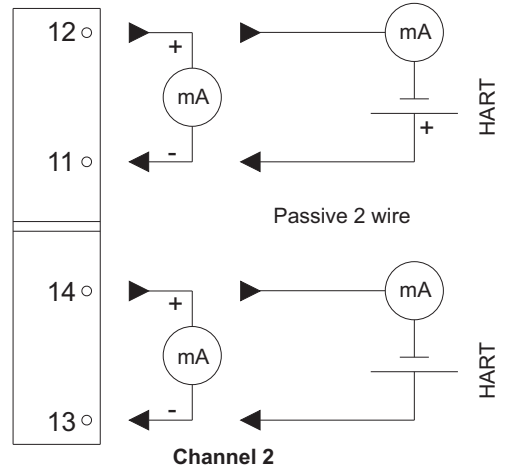 12
+
mA
mA
+
HART
11
-
Passive 2 wire
14
+
mA
mA
HART
13
-
Channel 2